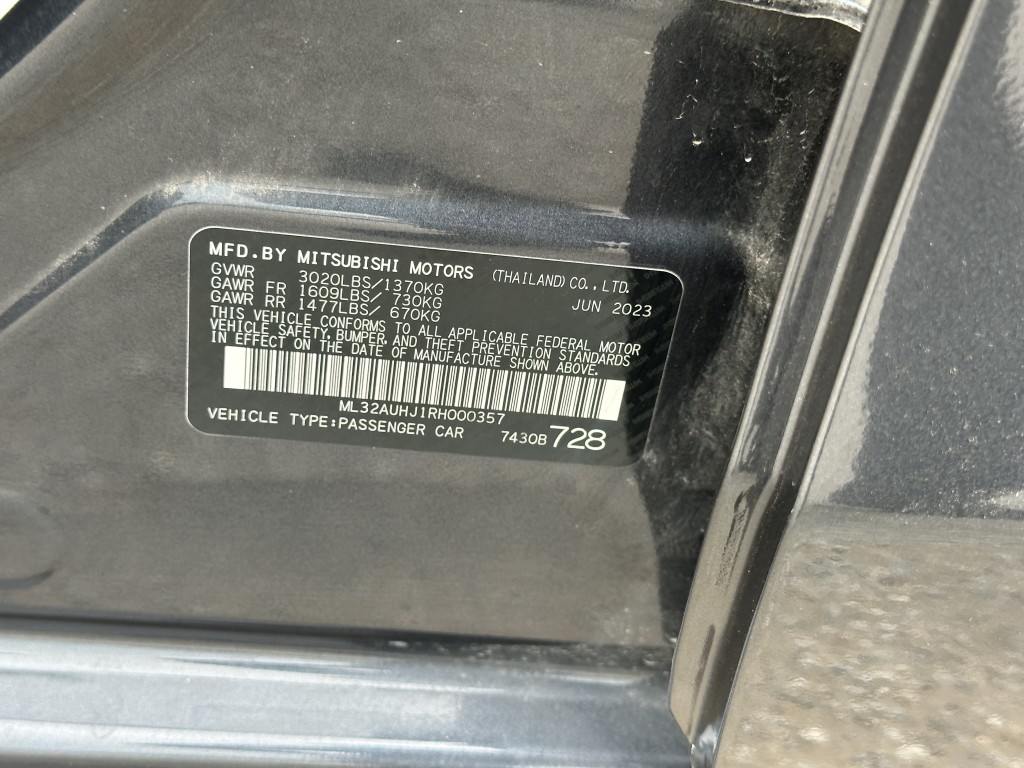 MFD.BY MITSUBISHI MOTORS (THAILAND)CO.,LTD.
GVWR 3020LBS/1370KG JUN 2023
GAWR FR 1609LBS/ 730KG
GAWR RR 1477LBS/ 670KG
THIS VEHICLE CONFORMS TO ALL APPLICABLE FEDERAL MOTOR
VEHICLE SAFETY, BUMPER, AND THEFT PREVENTION STANDARDS
IN EFFECT ON THE DATE OF MANUFACTURE SHOWN ABOVE.
ML32AUHJ1RH000357
VEHICLE TYPE:PASSENGER CAR 7430B 728